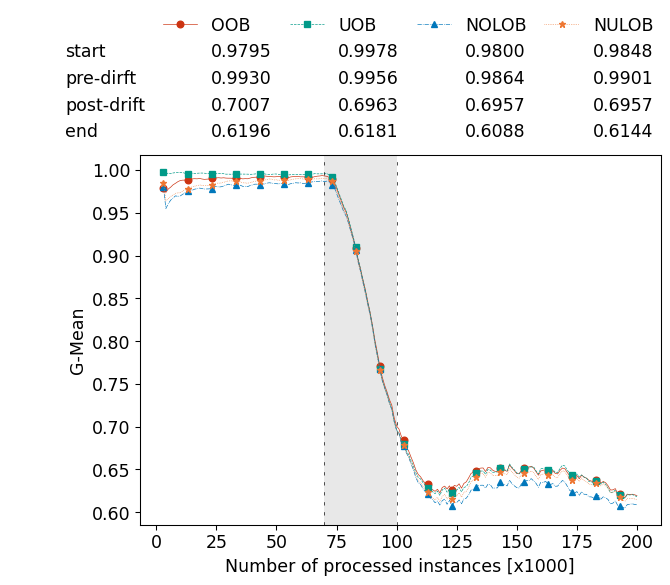 OOB UOB NOLOB NULOB
start 0.9795 0.9978 0.9800 0.9848
pre-dirft 0.9930 0.9956 0.9864 0.9901
post-drift 0.7007 0.6963 0.6957 0.6957
end 0.6196 0.6181 0.6088 0.6144
1.00
0.95
0.90
0.85
0.80
0.75
0.70
0.65
0.60
G-Mean
0 25 50 75 100 125 150 175 200
Number of processed instances [x1000]